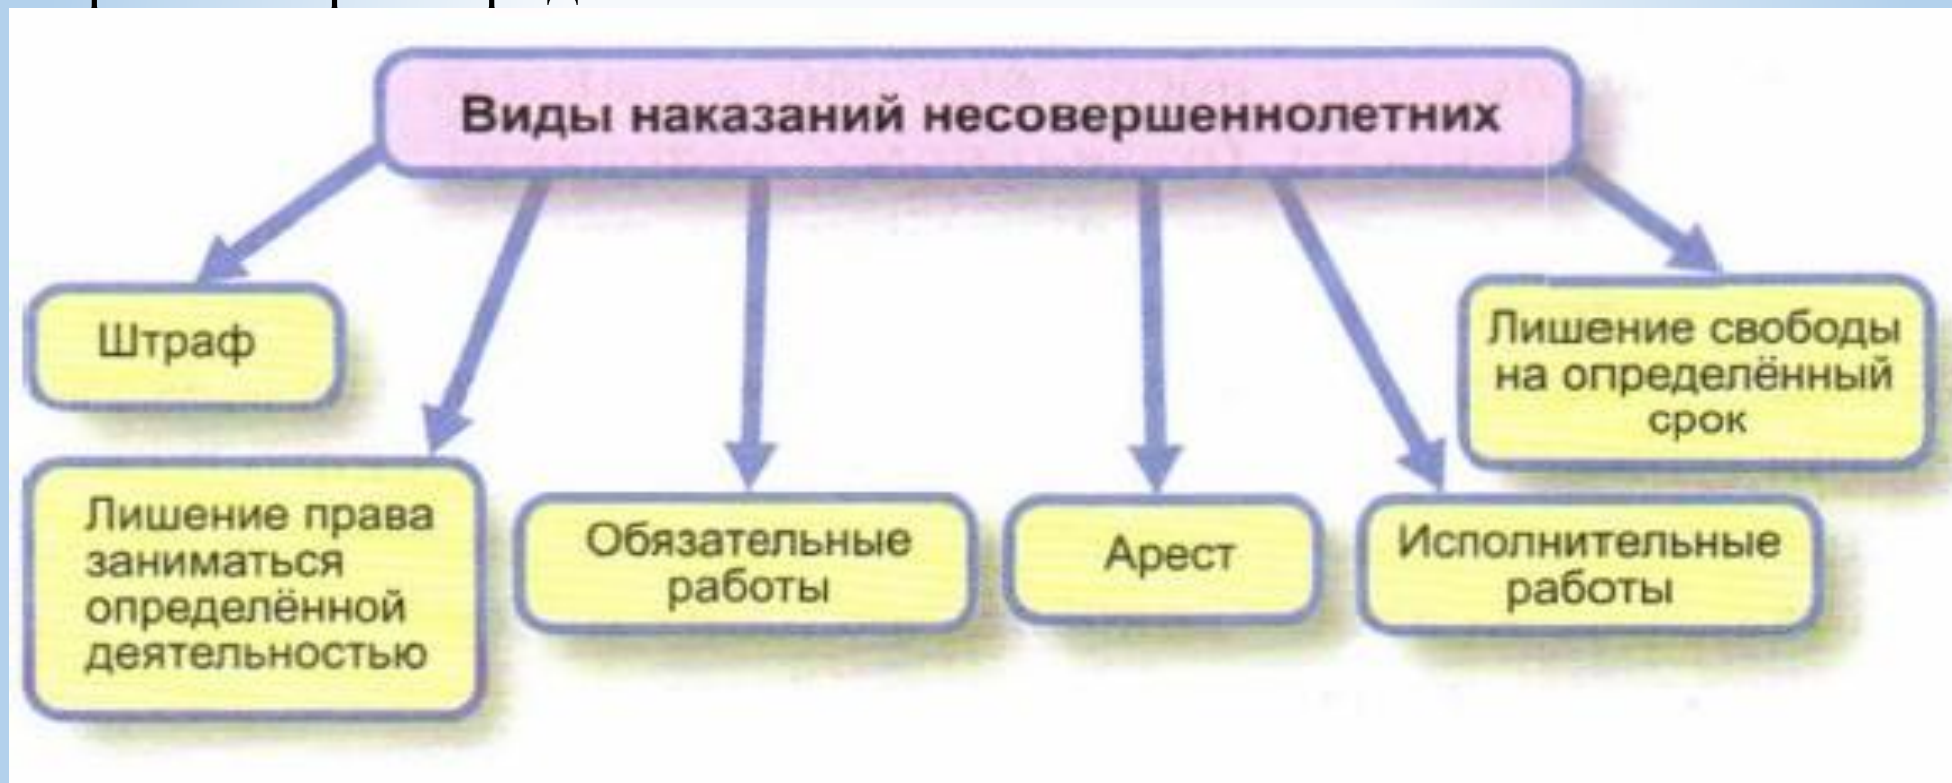 Виды наказаний несовершеннолетних
Штраф
Лишение права
заниматься
определённой
деятельностью
Обязательные
работы
Арест
Исполнительные
работы
Лишение свободы
на определённый
срок